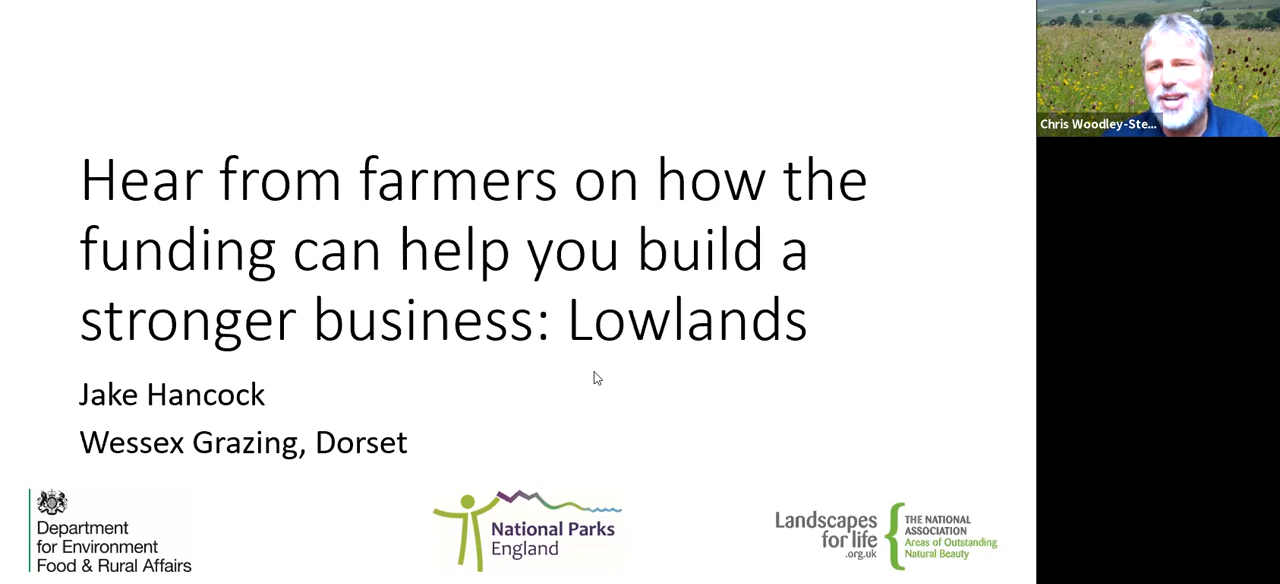 Hear from farmers on how the
funding can help you build a
stronger business: Lowlands
Jake Hancock
Wessex Grazing, Dorset
Department
for Environment
Food & Rural Affairs
National Parks
England
Landscapes
for life
.org.uk
THE NATIONAL
ASSOCIATION
Areas of Outstanding
Natural Beauty
Chris Woodley-Ste...